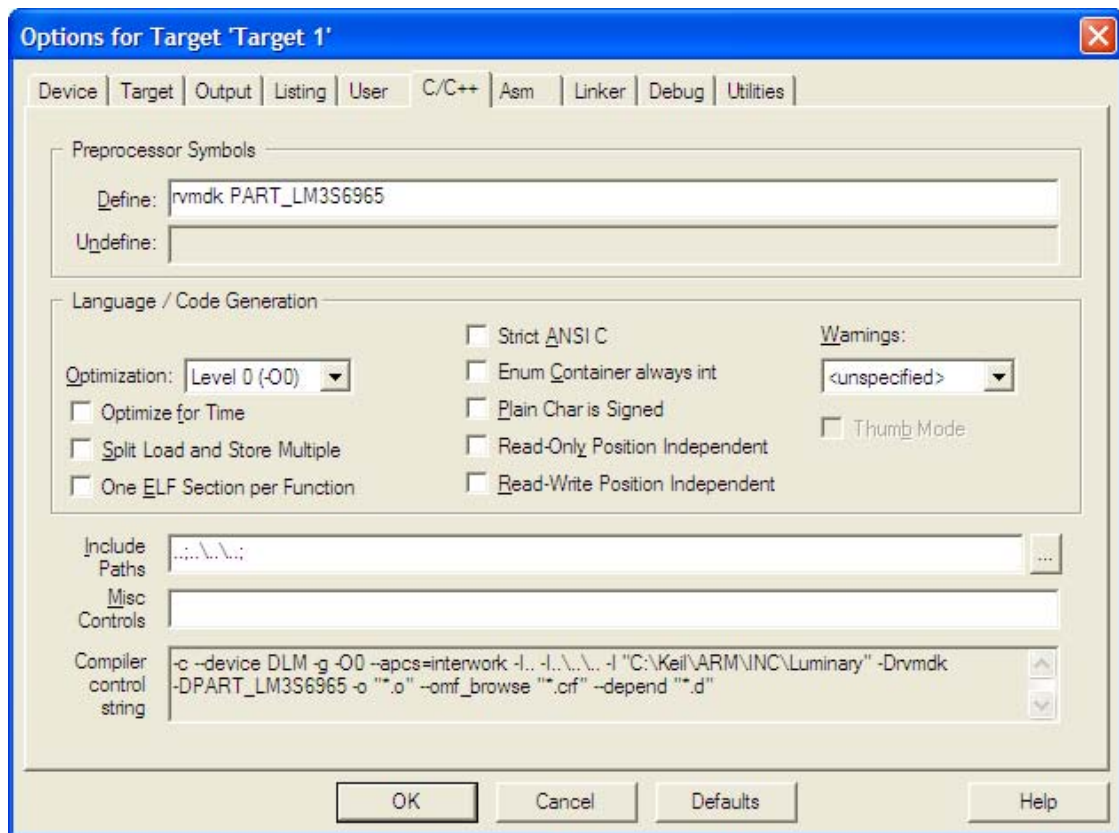 Options for Target 'Target 1'
Device Target Output Listing User C/C++ Asm Linker Debug Utilities
Preprocessor Symbols
Define: rvmdk PART_LM3S6965
Undefine:
Language / Code Generation
Optimization: Level 0 (-O0)
Optimize for Time
Split Load and Store Multiple
One ELF Section per Function
Strict ANSI C
Enum Container always int
Plain Char is Signed
Read-Only Position Independent
Read-Write Position Independent
Warnings:
<unspecified>
Thumb Mode
Include
Paths
..;..\..\..;
...
Misc
Controls
Compiler
control
string
-c --device DLM -g -O0 --apcs=interwork -I.. -I..\..\.. -I "C:\Keil\ARM\INC\Luminary" -Drvmdk
-DPART_LM3S6965 -o "*.o" --omf_browse "*.crf" --depend "*.d"
OK Cancel Defaults Help